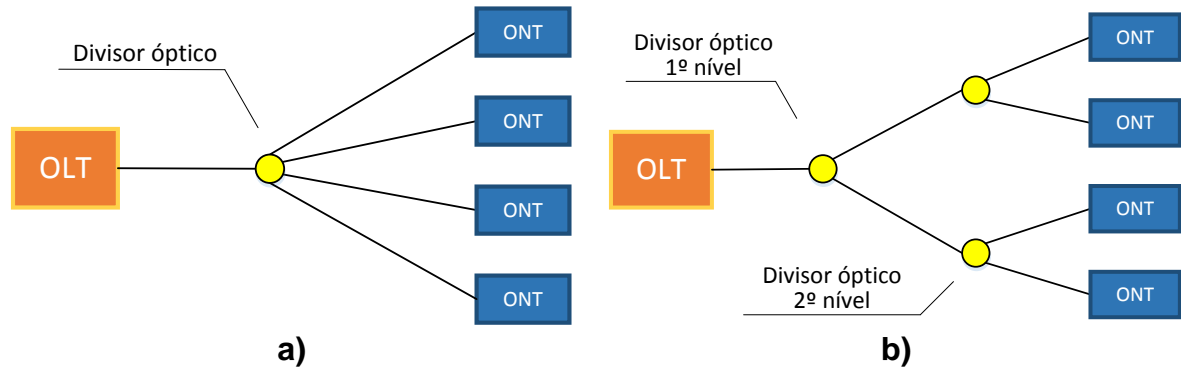 Divisor óptico
OLT
ONT
ONT
ONT
ONT
a)
Divisor óptico
1º nível
OLT
ONT
ONT
ONT
ONT
Divisor óptico
2º nível
b)